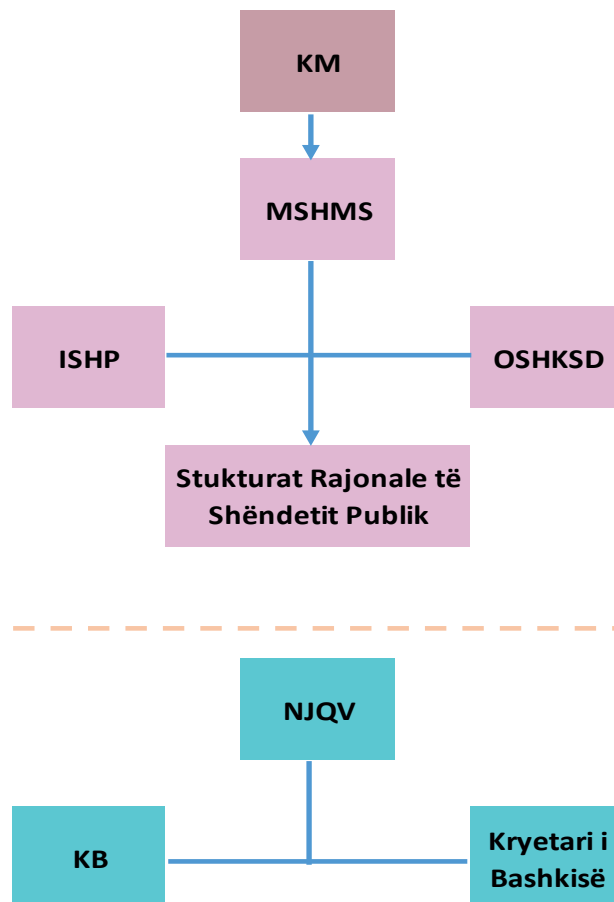 KM
MSHMS
ISHP
OSHKSD
Stukturat Rajonale të
Shëndetit Publik
NJQV
KB
Kryetari i
Bashkisë